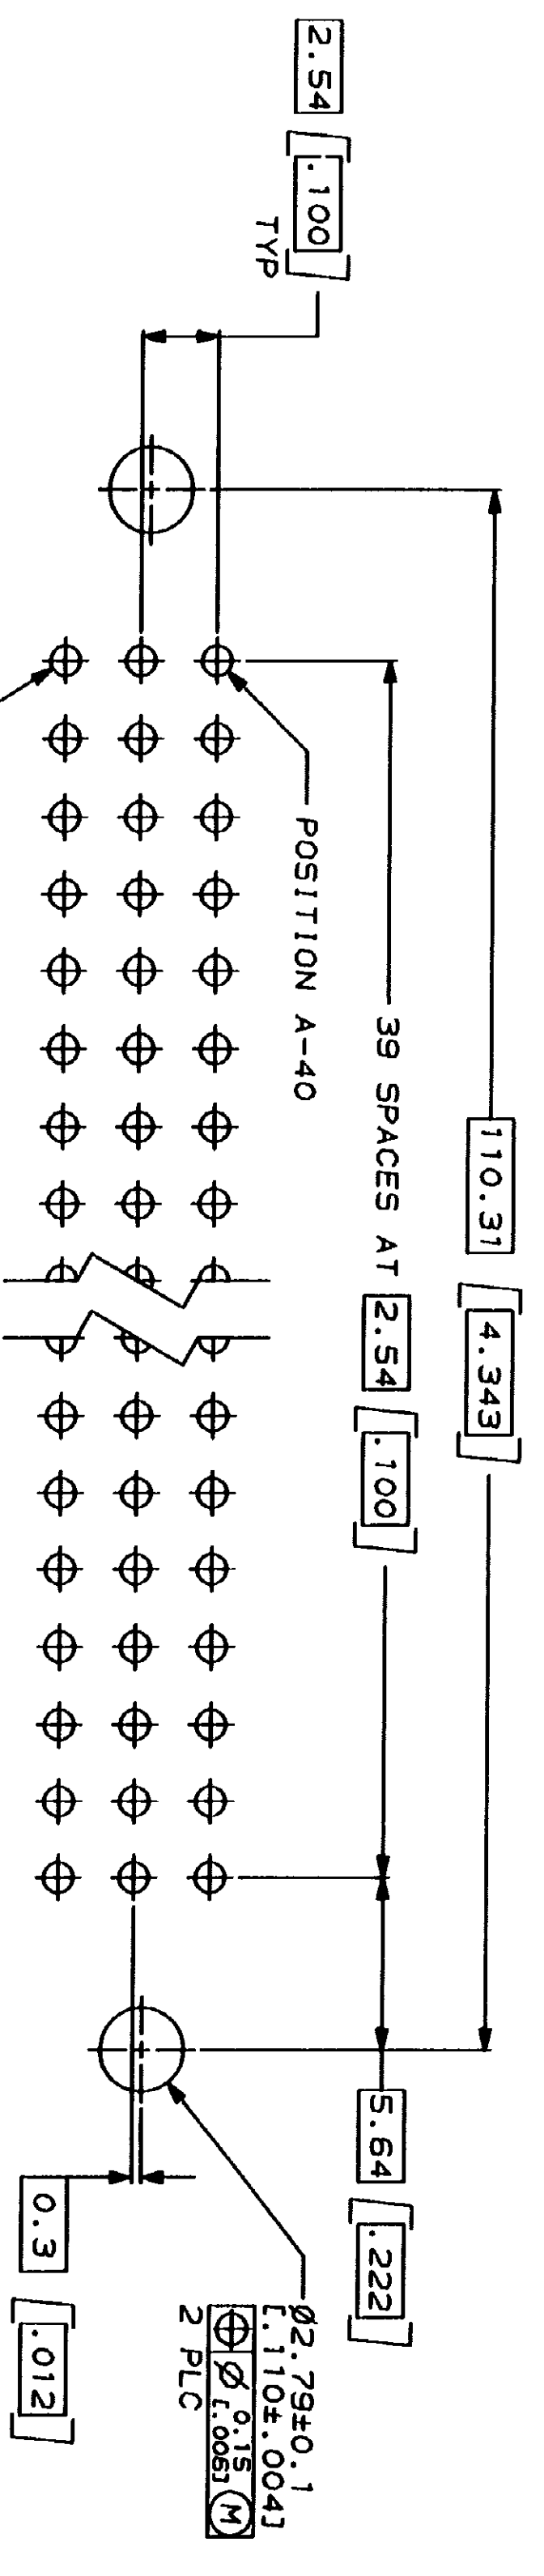 110.31 [4.343]
2.54 [.100]
TYP
39 SPACES AT 2.54 [.100]
5.64 [.222]
POSITION A-40
Ø2.79±0.1
[.110±.004]
⌖ Ø 0.15 [.006] Ⓜ
2 PLC
0.3 [.012]